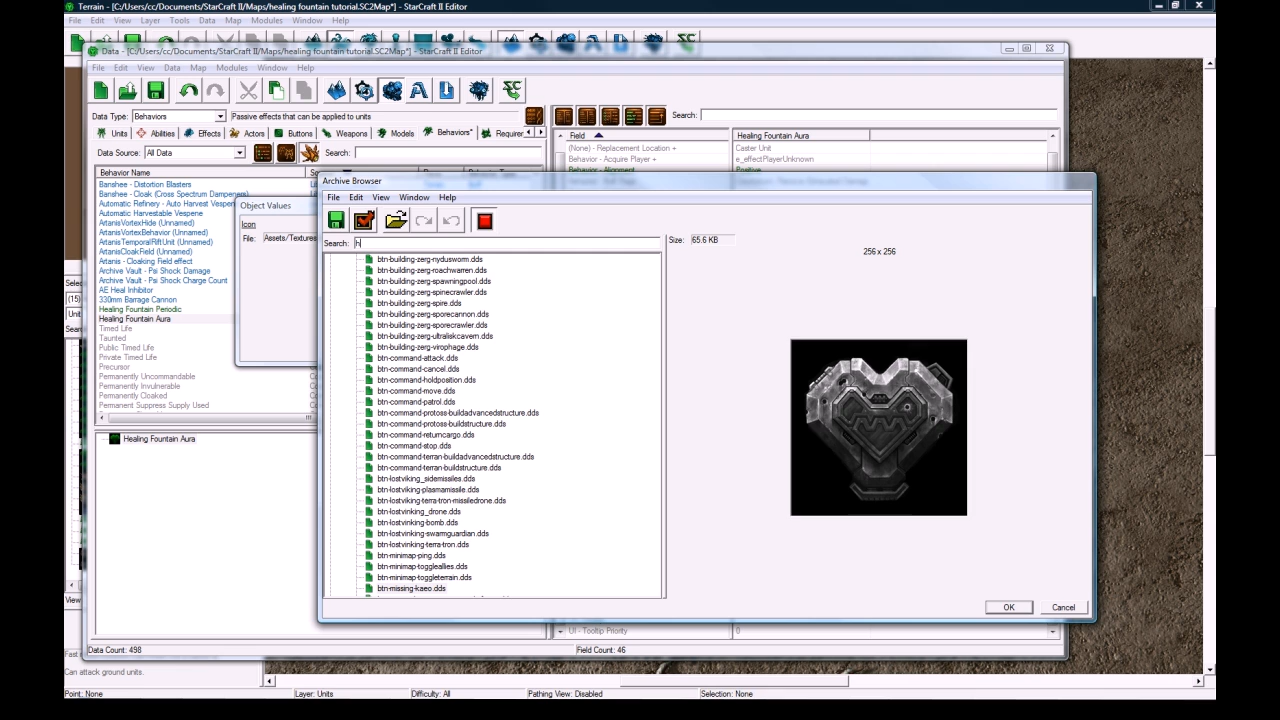 Terrain - [C:/Users/cc/Documents/StarCraft II/Maps/healing fountain tutorial.SC2Map*] - StarCraft II Editor
File Edit View Layer Tools Data Map Modules Window Help
Data - [C:/Users/cc/Documents/StarCraft II/Maps/healing fountain tutorial.SC2Map*] - StarCraft II Editor
File Edit View Data Map Modules Window Help
Data Type: Behaviors Passive effects that can be applied to units
Search:
Units Abilities Effects Actors Buttons Weapons Models Behaviors* Requirer
Field Healing Fountain Aura
(None) - Replacement Location + Caster Unit
Data Source: All Data Search:
Behavior - Acquire Player + e_effectPlayerUnknown
Behavior - Alignment Positive
Behavior Name
Banshee - Distortion Blasters
Banshee - Cloak (Cross Spectrum Dampeners)
Automatic Refinery - Auto Harvest Vespen
Automatic Harvestable Vespene
ArtanisVortexHide (Unnamed)
ArtanisVortexBehavior (Unnamed)
ArtanisTemporalRiftUnit (Unnamed)
ArtanisCloakField (Unnamed)
Artanis - Cloaking Field effect
Archive Vault - Psi Shock Damage
Archive Vault - Psi Shock Charge Count
AE Heal Inhibitor
330mm Barrage Cannon
Healing Fountain Periodic
Healing Fountain Aura
Timed Life
Taunted
Public Timed Life
Private Timed Life
Precursor
Permanently Uncommandable
Permanently Invulnerable
Permanently Cloaked
Permanent Suppress Supply Used
Healing Fountain Aura
Object Values
Icon
File: Assets/Textures
Archive Browser
File Edit View Window Help
Search: h
Size: 65.6 KB
256 x 256
btn-building-zerg-nydusworm.dds
btn-building-zerg-roachwarren.dds
btn-building-zerg-spawningpool.dds
btn-building-zerg-spinecrawler.dds
btn-building-zerg-spire.dds
btn-building-zerg-sporecannon.dds
btn-building-zerg-sporecrawler.dds
btn-building-zerg-ultraliskcavern.dds
btn-building-zerg-virophage.dds
btn-command-attack.dds
btn-command-cancel.dds
btn-command-holdposition.dds
btn-command-move.dds
btn-command-patrol.dds
btn-command-protoss-buildadvancedstructure.dds
btn-command-protoss-buildstructure.dds
btn-command-returncargo.dds
btn-command-stop.dds
btn-command-terran-buildadvancedstructure.dds
btn-command-terran-buildstructure.dds
btn-lostviking_sidemissiles.dds
btn-lostviking-plasmamissile.dds
btn-lostviking-terra-tron-missiledrone.dds
btn-lostvinking_drone.dds
btn-lostvinking-bomb.dds
btn-lostvinking-swarmguardian.dds
btn-lostvinking-terra-tron.dds
btn-minimap-ping.dds
btn-minimap-toggleallies.dds
btn-minimap-toggleterrain.dds
btn-missing-kaeo.dds
OK Cancel
UI - Tooltip Priority 0
Data Count: 498 Field Count: 46
Can attack ground units.
Point: None Layer: Units Difficulty: All Pathing View: Disabled Selection: None